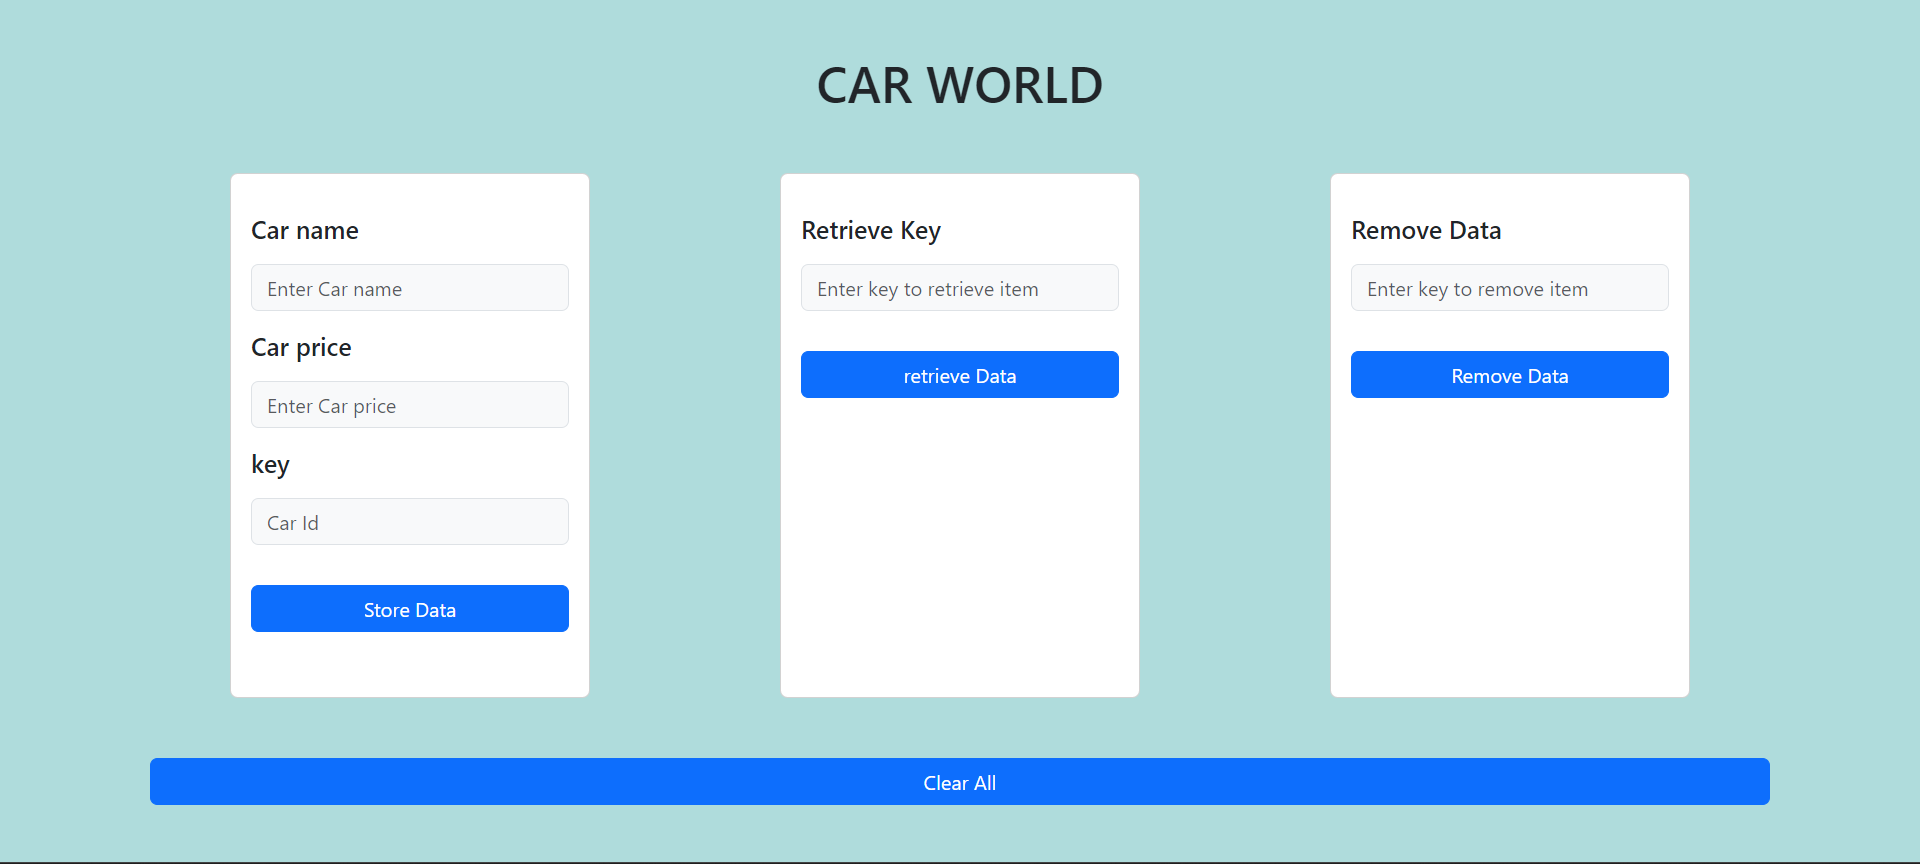 CAR WORLD
Car name
Enter Car name
Car price
Enter Car price
key
Car Id
Store Data
Retrieve Key
Enter key to retrieve item
retrieve Data
Remove Data
Enter key to remove item
Remove Data
Clear All